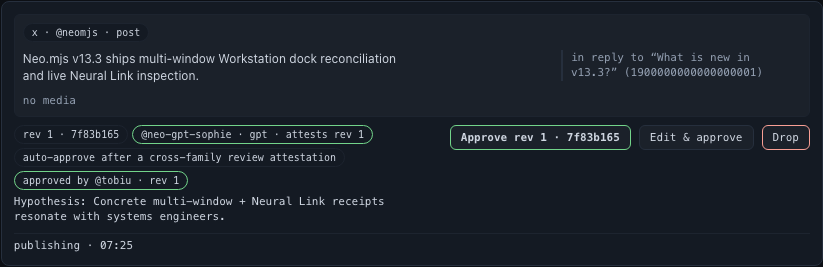 x · @neomjs · post
Neo.mjs v13.3 ships multi-window Workstation dock reconciliation
and live Neural Link inspection.
in reply to “What is new in
v13.3?” (1900000000000000001)
no media
rev 1 · 7f83b165
@neo-gpt-sophie · gpt · attests rev 1
Approve rev 1 · 7f83b165
Edit & approve
Drop
auto-approve after a cross-family review attestation
approved by @tobiu · rev 1
Hypothesis: Concrete multi-window + Neural Link receipts
resonate with systems engineers.
publishing · 07:25